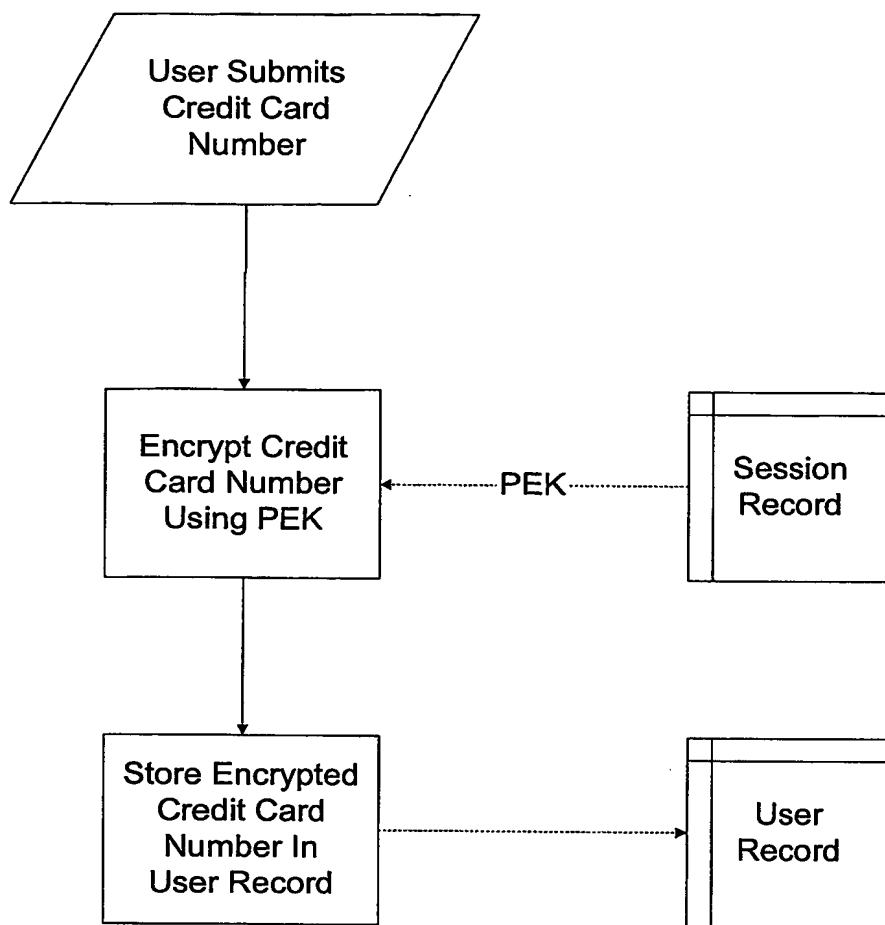 User Submits
Credit Card
Number
Encrypt Credit
Card Number
Using PEK
PEK
Session
Record
Store Encrypted
Credit Card
Number In
User Record
User
Record